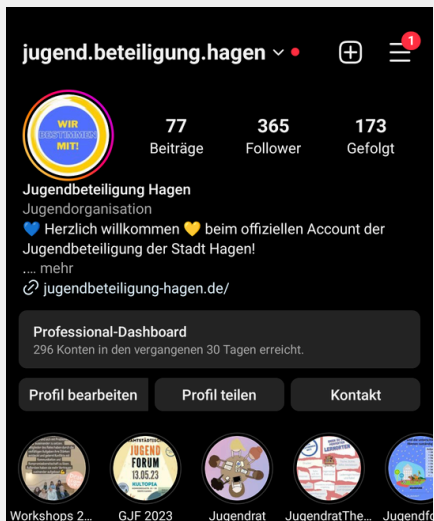 jugend.beteiligung.hagen
1
WIR
BESTIMMEN
MIT!
77
Beiträge
365
Follower
173
Gefolgt
Jugendbeteiligung Hagen
Jugendorganisation
💙 Herzlich willkommen 💛 beim offiziellen Account der
Jugendbeteiligung der Stadt Hagen!
.... mehr
jugendbeteiligung-hagen.de/
Professional-Dashboard
296 Konten in den vergangenen 30 Tagen erreicht.
Profil bearbeiten
Profil teilen
Kontakt
JUGEND
FORUM
13.05.23
KULTOPIA
Workshops 2...
GJF 2023
Jugendrat
JugendratThe...
Jugendfo